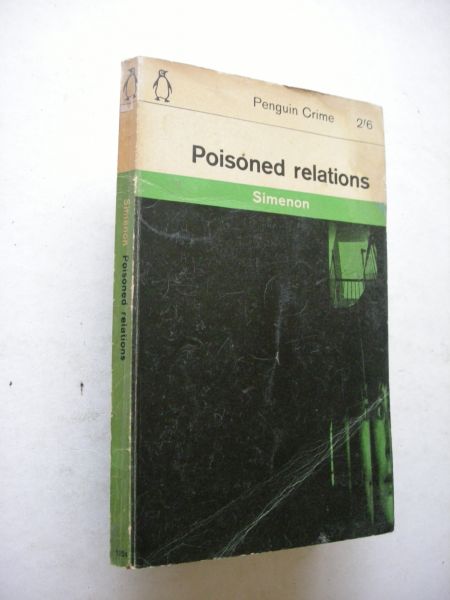 Penguin Crime 2'6
Poisoned relations
Simenon
Simenon Poisoned relations